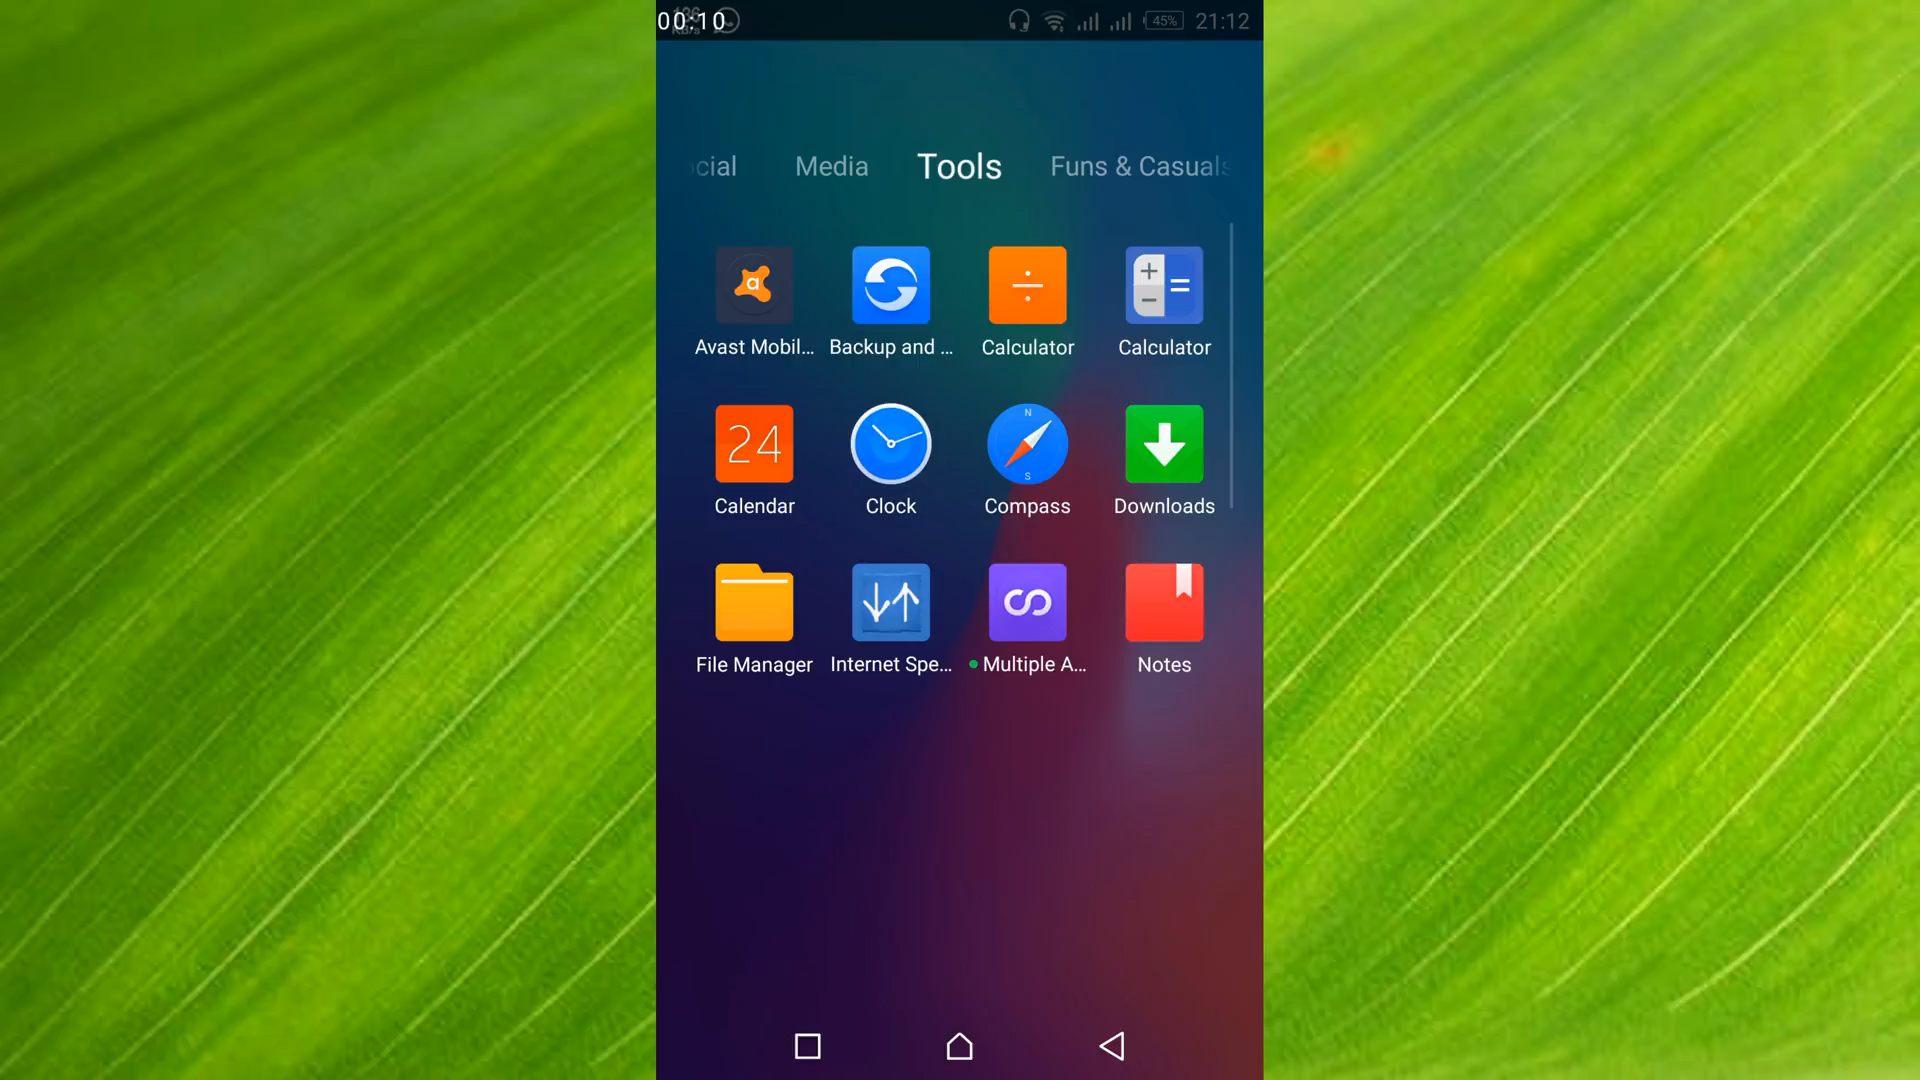 00:10 45% 21:12
ocial Media Tools Funs & Casuals
a
N
S
24
Avast Mobil... Backup and ... Calculator Calculator
Calendar Clock Compass Downloads
File Manager Internet Spe... Multiple A... Notes